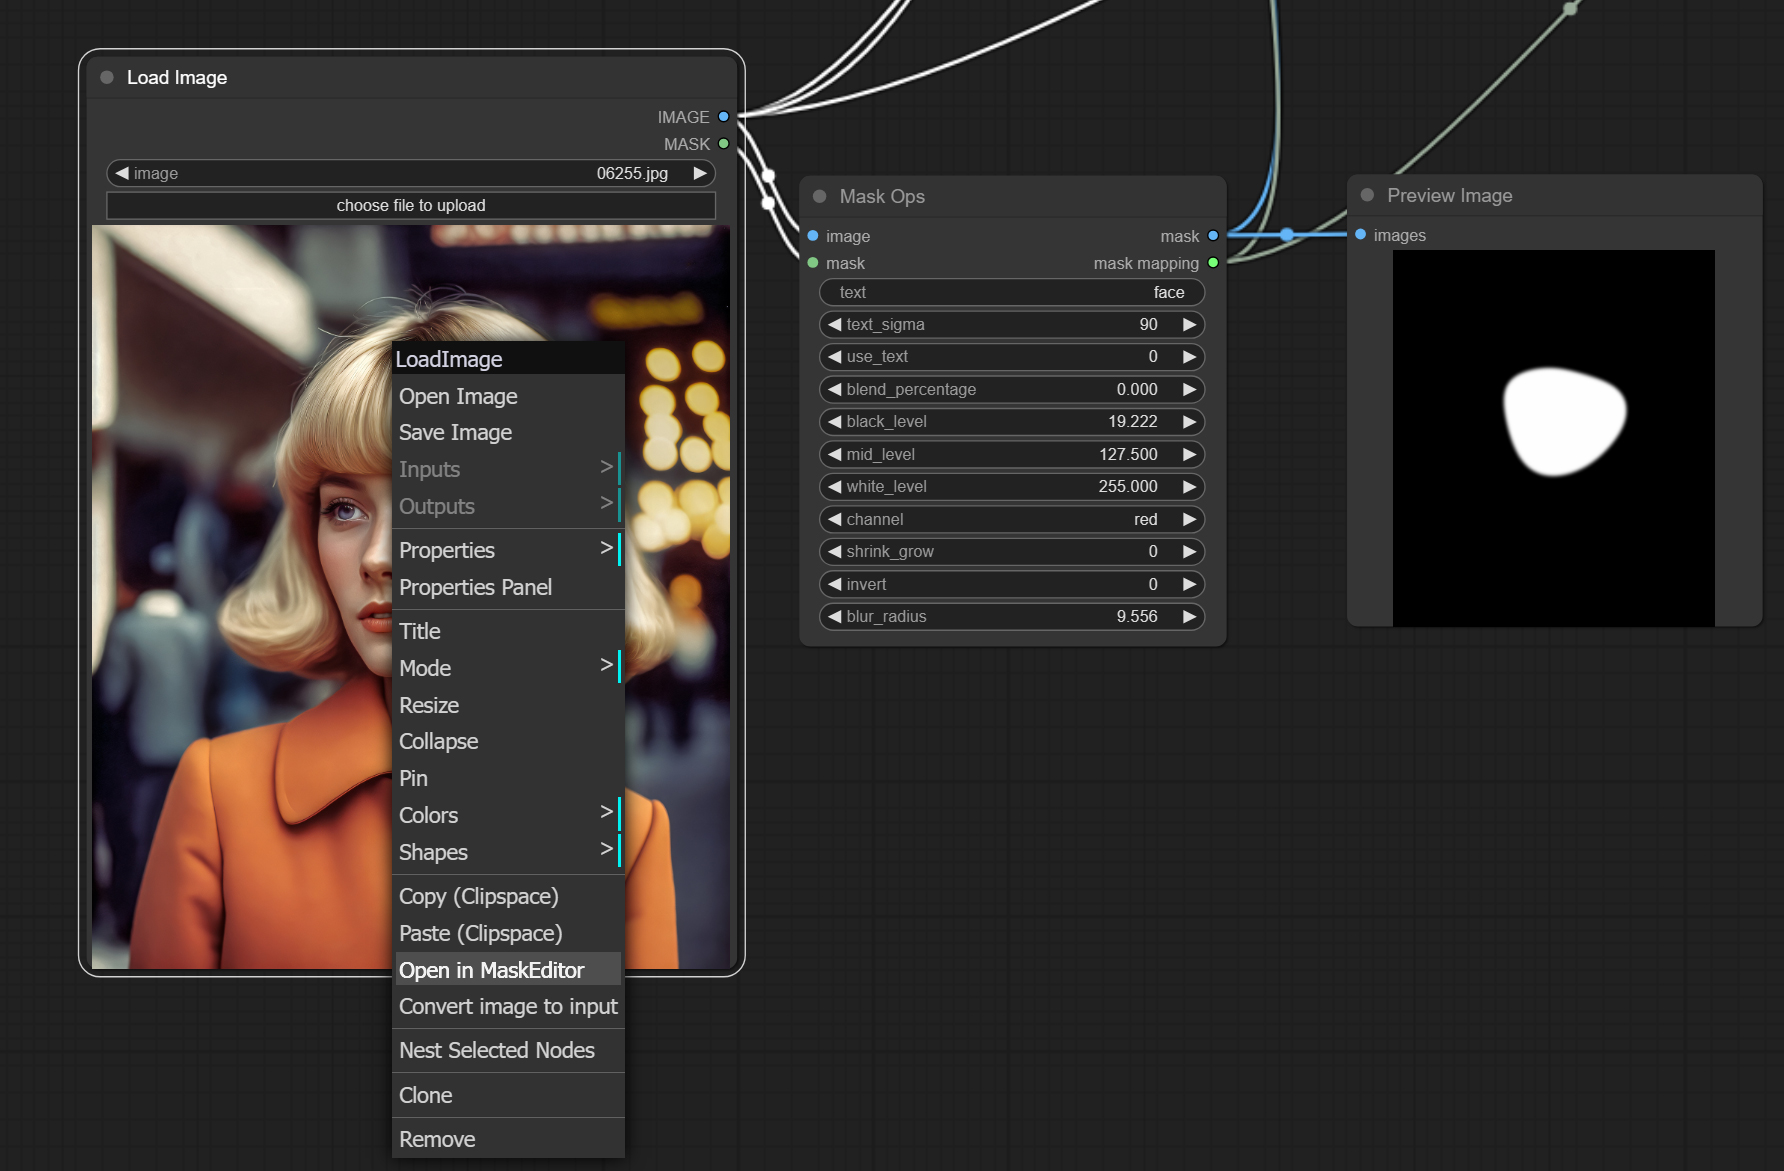 Load Image
IMAGE
MASK
image 06255.jpg
choose file to upload
LoadImage
Open Image
Save Image
Inputs >
Outputs >
Properties >
Properties Panel
Title
Mode >
Resize
Collapse
Pin
Colors >
Shapes >
Copy (Clipspace)
Paste (Clipspace)
Open in MaskEditor
Convert image to input
Nest Selected Nodes
Clone
Remove
Mask Ops
image mask
mask mask mapping
text face
text_sigma 90
use_text 0
blend_percentage 0.000
black_level 19.222
mid_level 127.500
white_level 255.000
channel red
shrink_grow 0
invert 0
blur_radius 9.556
Preview Image
images